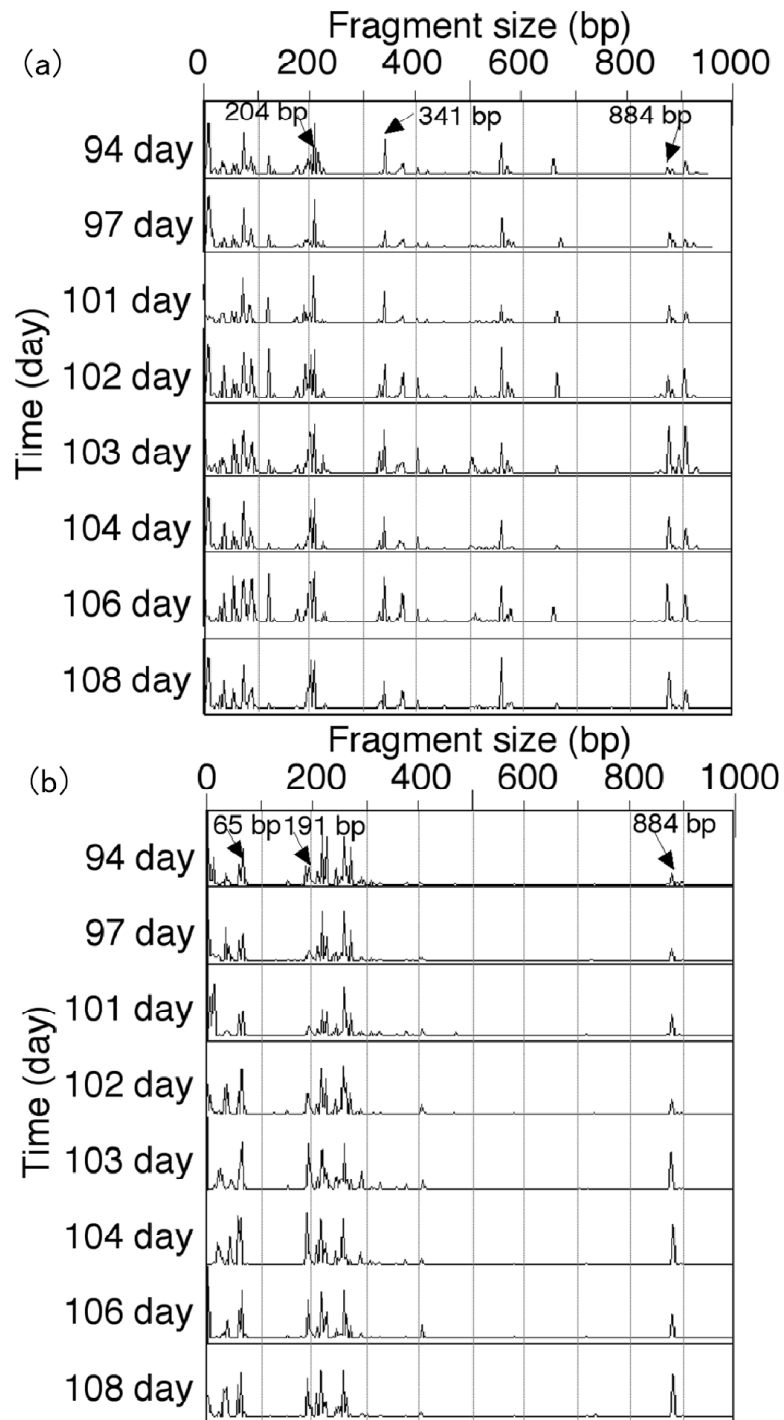 Fragment size (bp)
(a)
0 200 400 600 800 1000
204 bp 341 bp 884 bp
94 day
97 day
101 day
102 day
103 day
104 day
106 day
108 day
Time (day)
Fragment size (bp)
(b)
0 200 400 600 800 1000
65 bp 191 bp 884 bp
94 day
97 day
101 day
102 day
103 day
104 day
106 day
108 day
Time (day)